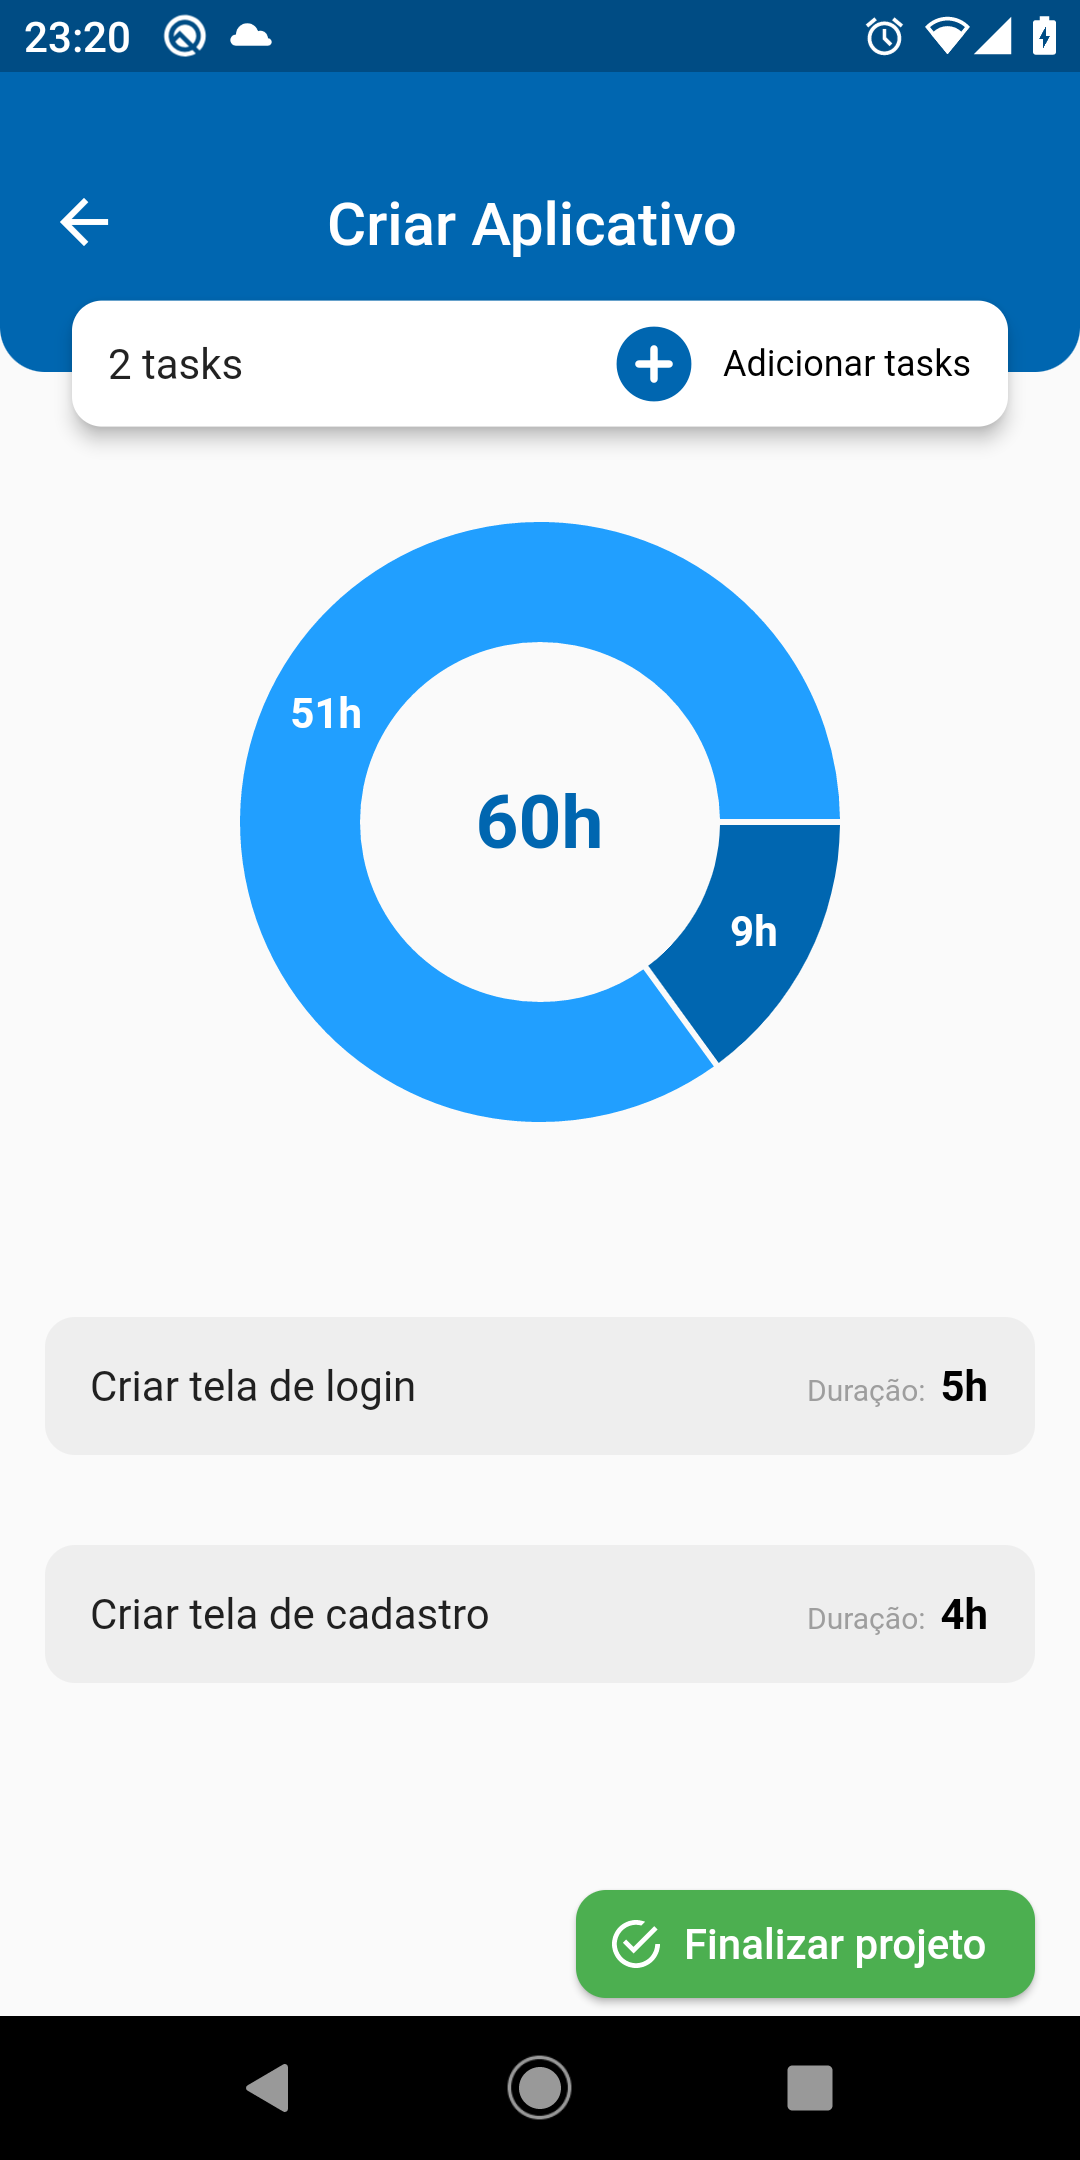 23:20
Criar Aplicativo
2 tasks
Adicionar tasks
51h
60h
9h
Criar tela de login
Duração: 5h
Criar tela de cadastro
Duração: 4h
Finalizar projeto